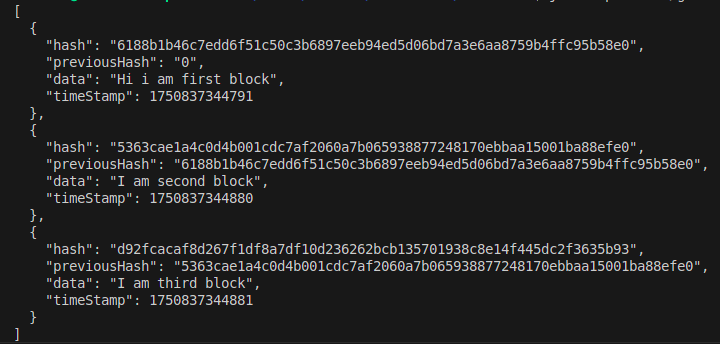 [
  {
    "hash": "6188b1b46c7edd6f51c50c3b6897eeb94ed5d06bd7a3e6aa8759b4ffc95b58e0",
    "previousHash": "0",
    "data": "Hi i am first block",
    "timeStamp": 1750837344791
  },
  {
    "hash": "5363cae1a4c0d4b001cdc7af2060a7b065938877248170ebbaa15001ba88efe0",
    "previousHash": "6188b1b46c7edd6f51c50c3b6897eeb94ed5d06bd7a3e6aa8759b4ffc95b58e0",
    "data": "I am second block",
    "timeStamp": 1750837344880
  },
  {
    "hash": "d92fcacaf8d267f1df8a7df10d236262bcb135701938c8e14f445dc2f3635b93",
    "previousHash": "5363cae1a4c0d4b001cdc7af2060a7b065938877248170ebbaa15001ba88efe0",
    "data": "I am third block",
    "timeStamp": 1750837344881
  }
]